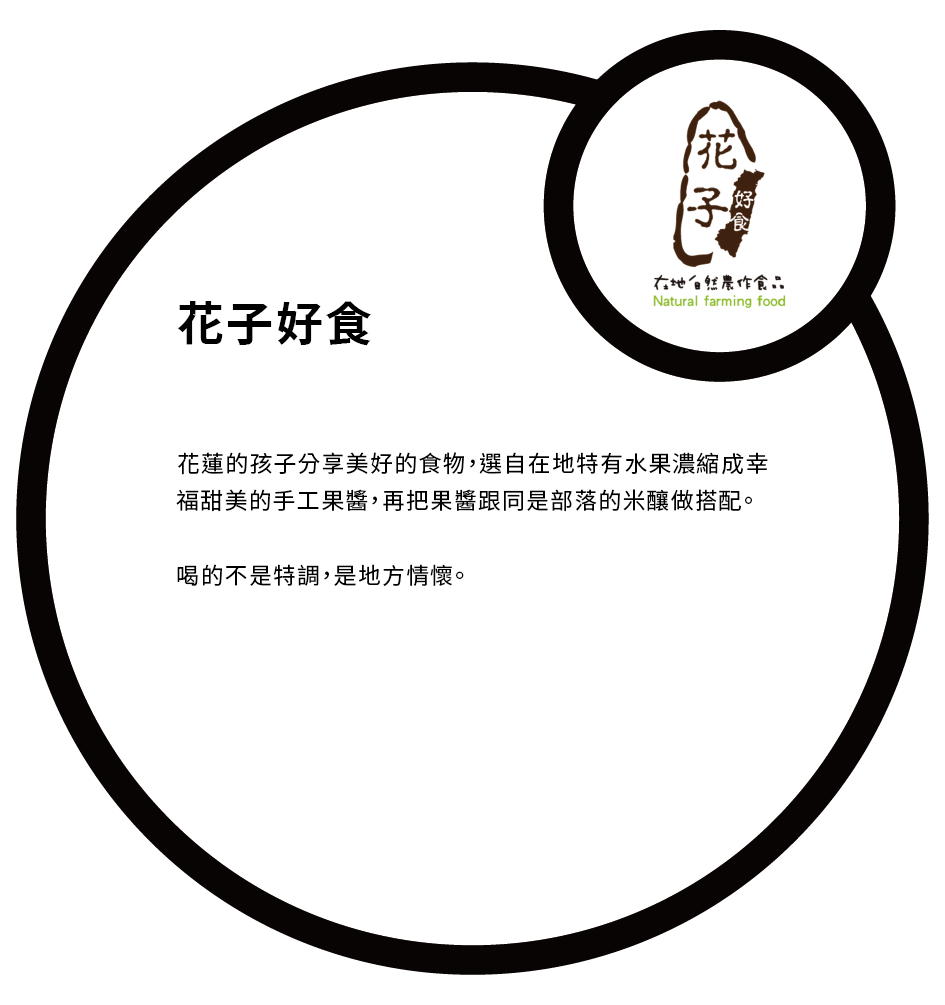 花子
好食
在地自然農作食品
Natural farming food
花子好食
花蓮的孩子分享美好的食物，選自在地特有水果濃縮成幸
福甜美的手工果醬，再把果醬跟同是部落的米釀做搭配。
喝的不是特調，是地方情懷。